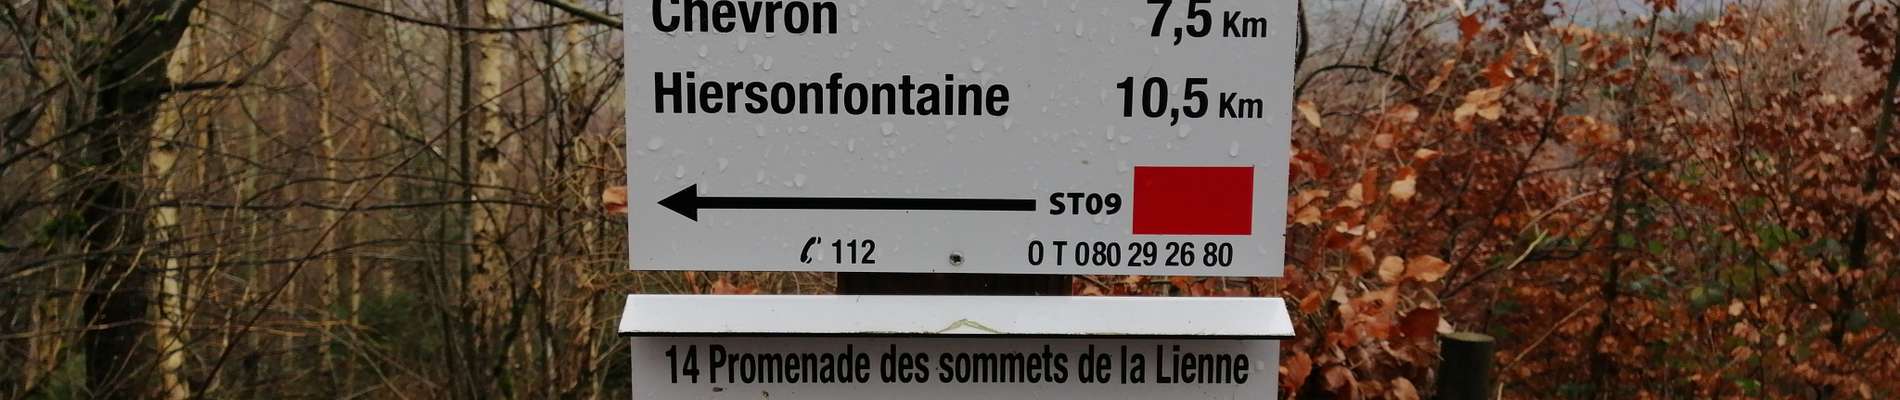 Chevron 7,5 Km
Hiersonfontaine 10,5 Km
ST09
112 0 T 080 29 26 80
14 Promenade des sommets de la Lienne